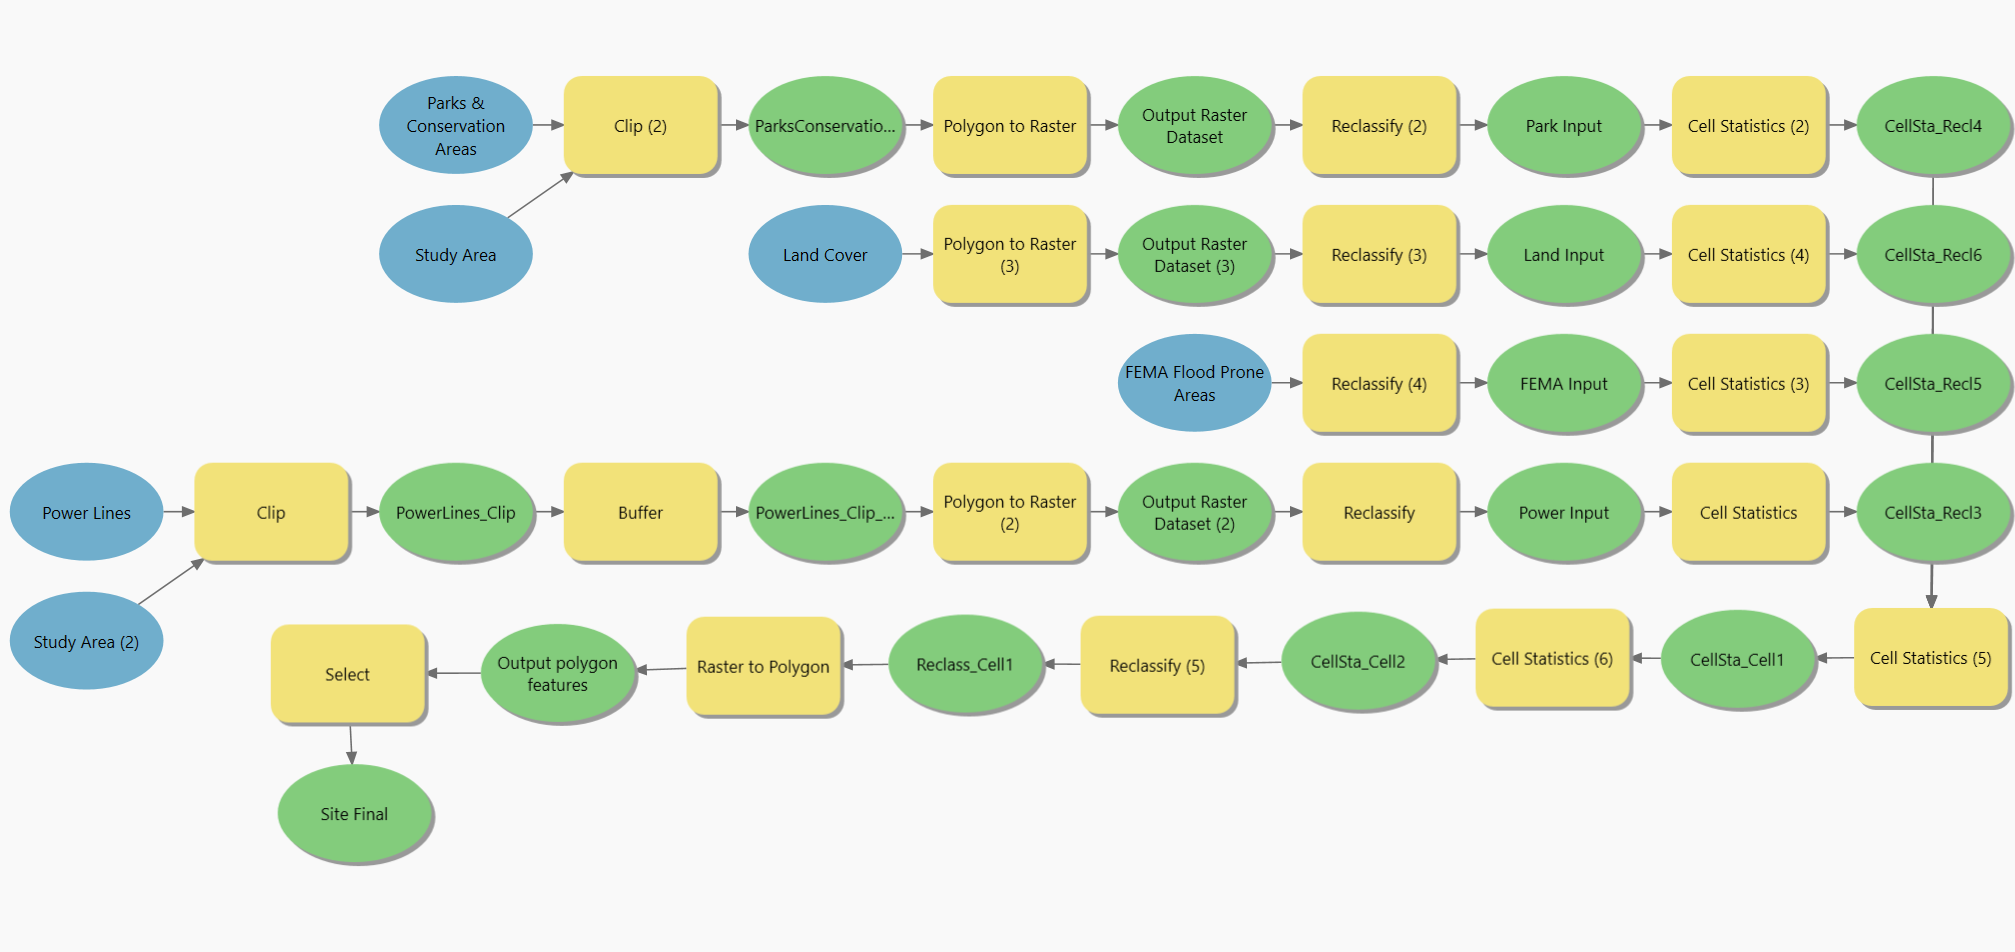 Parks &
Conservation
Areas
Clip (2)
ParksConservatio...
Polygon to Raster
Output Raster
Dataset
Reclassify (2)
Park Input
Cell Statistics (2)
CellSta_Recl4
Study Area
Land Cover
Polygon to Raster
(3)
Output Raster
Dataset (3)
Reclassify (3)
Land Input
Cell Statistics (4)
CellSta_Recl6
FEMA Flood Prone
Areas
Reclassify (4)
FEMA Input
Cell Statistics (3)
CellSta_Recl5
Power Lines
Clip
PowerLines_Clip
Buffer
PowerLines_Clip_...
Polygon to Raster
(2)
Output Raster
Dataset (2)
Reclassify
Power Input
Cell Statistics
CellSta_Recl3
Study Area (2)
Select
Output polygon
features
Raster to Polygon
Reclass_Cell1
Reclassify (5)
CellSta_Cell2
Cell Statistics (6)
CellSta_Cell1
Cell Statistics (5)
Site Final